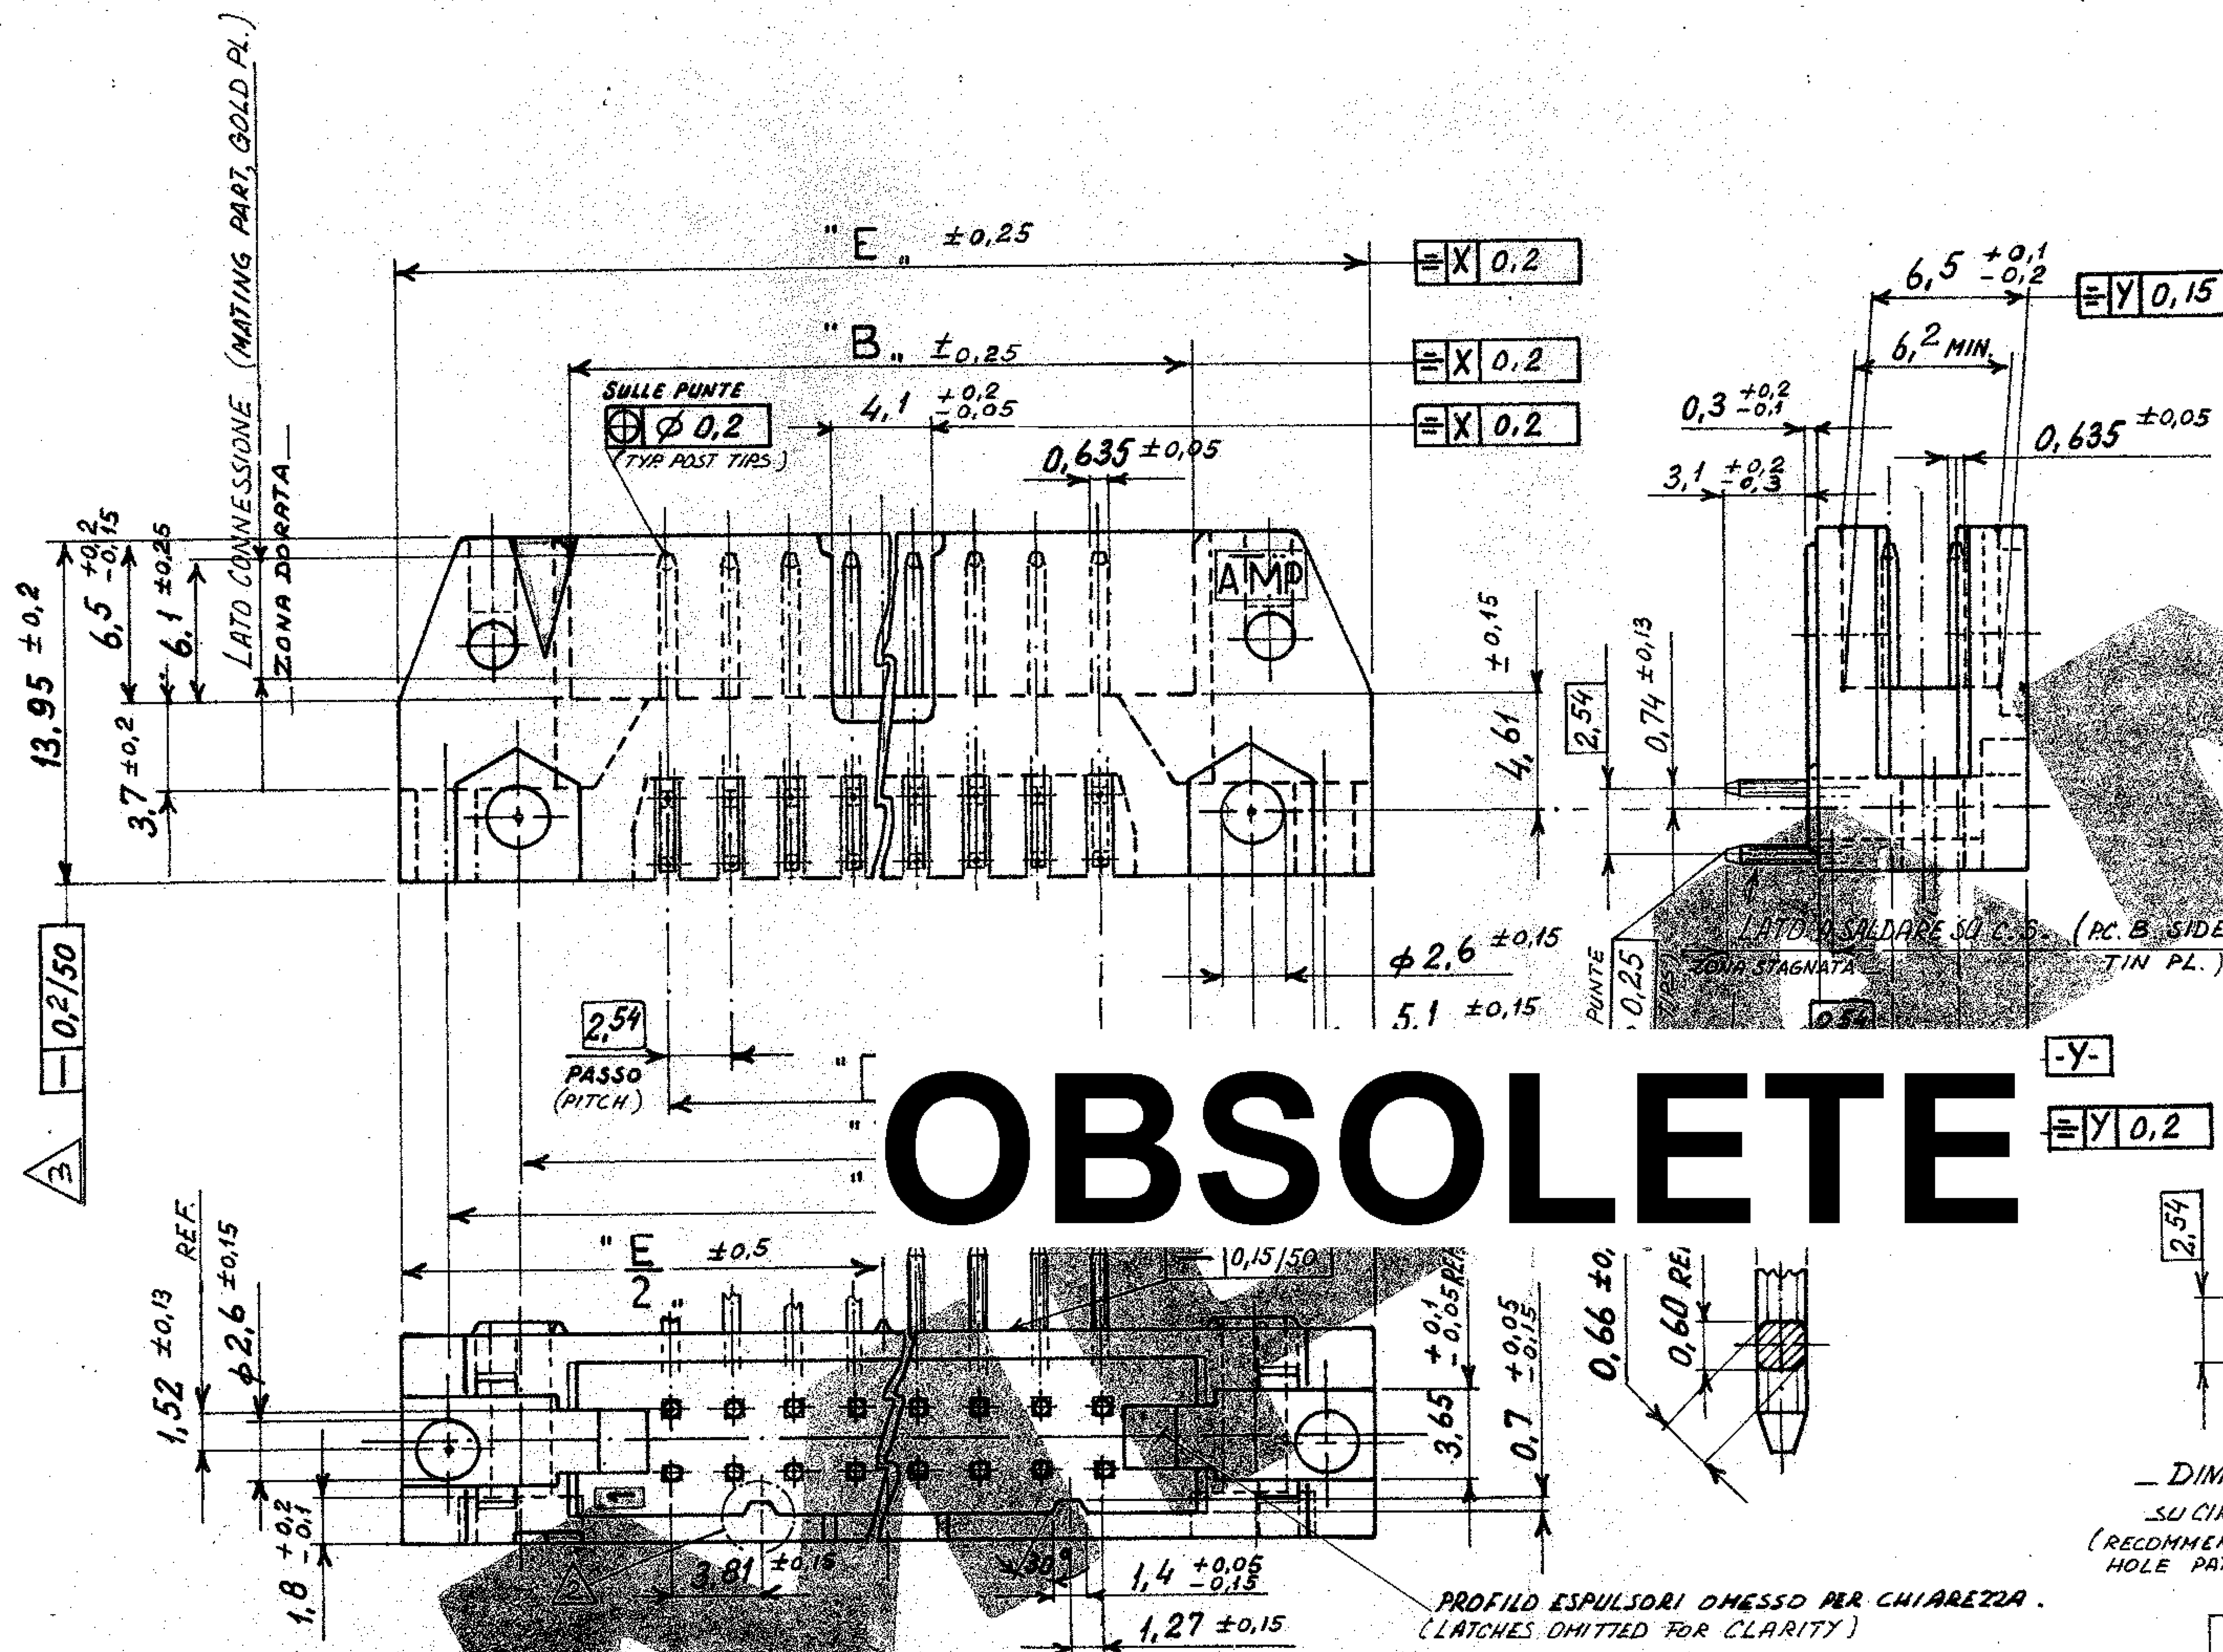 LATO CONNESSIONE (MATING PART, GOLD PL.)
ZONA DORATA
"E" ±0,25
X 0,2
"B" ±0,25
X 0,2
SULLE PUNTE
Ø 0,2
(TYP. POST TIPS)
4,1 +0,2 -0,05
X 0,2
0,635 ±0,05
6,5 +0,1 -0,2
Y 0,15
6,2 MIN.
0,3 +0,2 -0,1
0,635 ±0,05
3,1 +0,2 -0,3
13.95 ±0,2
6,5 +0,2 -0,15
6.1 ±0,25
3,7 ±0,2
AMP
4,61 ±0,15
2,54
0,74 ±0,13
0,2/50
3
ϕ 2,6 ±0,15
5.1 ±0,15
PUNTE
0,25
TIPS)
LATO A SALDARE SU C.S. (P.C.B. SIDE
ZONA STAGNATA TIN PL.)
2,54
PASSO
(PITCH)
OBSOLETE
-Y-
Y 0,2
2,54
1,52 ±0,13 REF.
ϕ 2,6 ±0,15
1,8 +0,2 -0,1
"E/2" ±0,5
0,15/50
3,65 +0,1 -0,05 REF
0,7 +0,05 -0,15
0,66 ±0,
0,60
2
3,81 ±0,15
30°
1,4 +0,05 -0,15
1,27 ±0,15
PROFILO ESPULSORI OMESSO PER CHIAREZZA.
(LATCHES OMITTED FOR CLARITY)